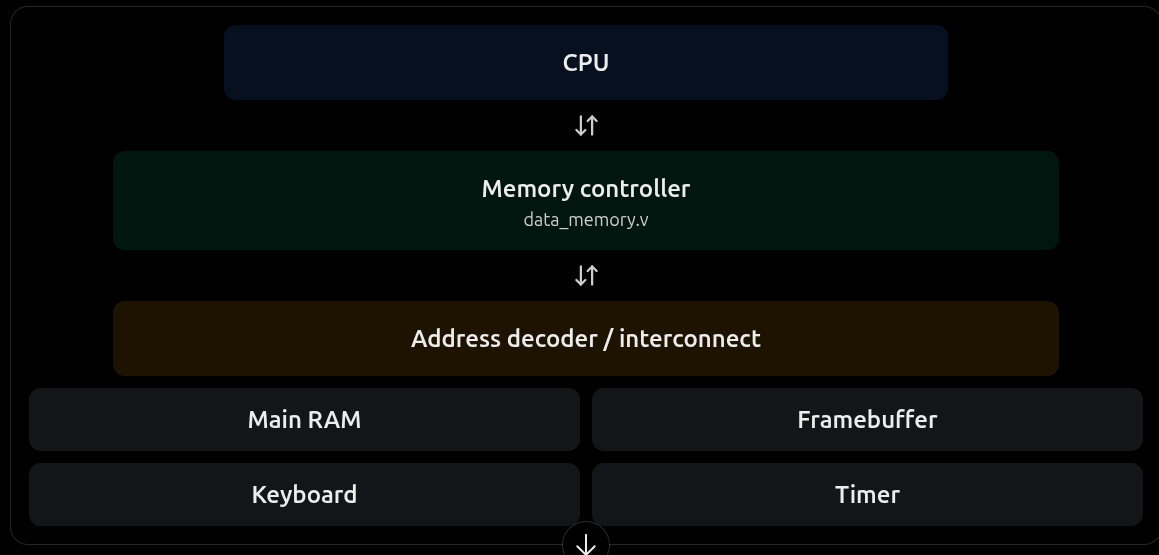 CPU
Memory controller
data_memory.v
Address decoder / interconnect
Main RAM
Framebuffer
Keyboard
Timer